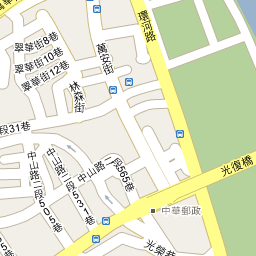 萬
環河路
翠華街8巷
萬安街
翠華街10巷
翠華街12巷
林森街
段31巷
中山路二段565巷
光復橋
中山路二段505巷
中山路二段531巷
中華郵政
光榮巷